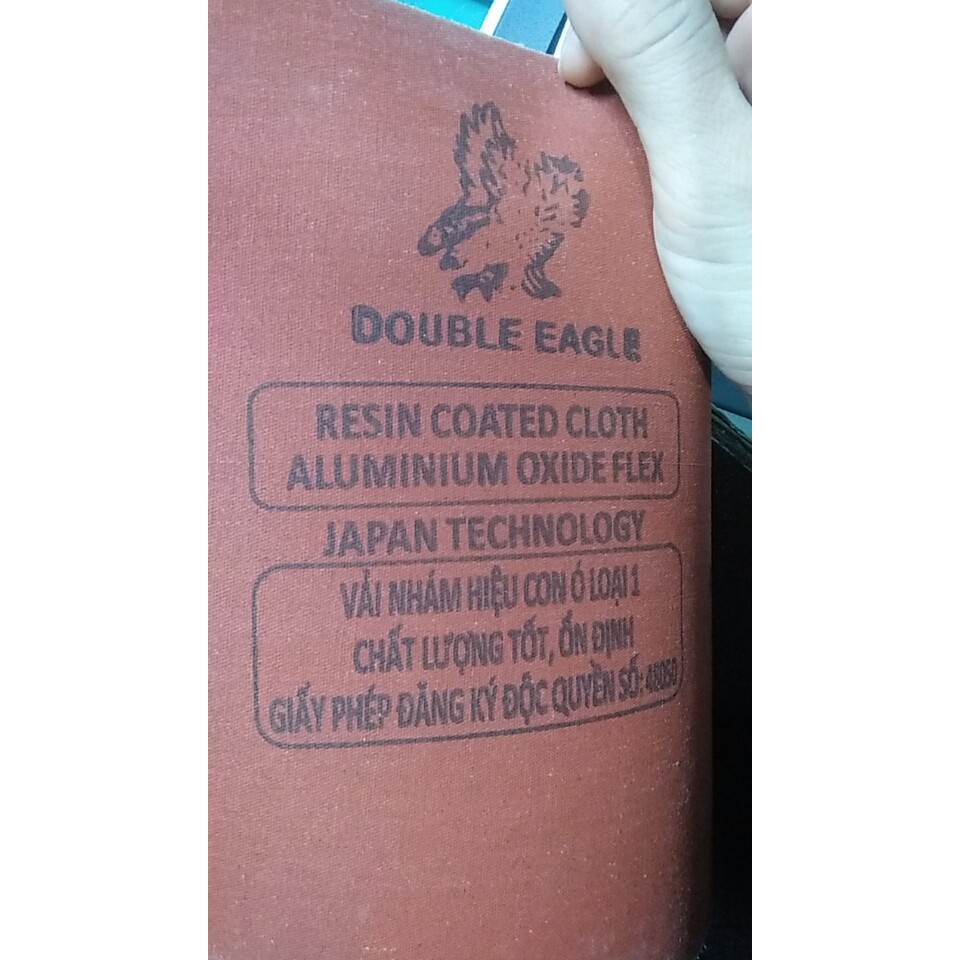 DOUBLE EAGLE
RESIN COATED CLOTH
ALUMINIUM OXIDE FLEX
JAPAN TECHNOLOGY
VẢI NHÁM HIỆU CON Ó LOẠI 1
CHẤT LƯỢNG TỐT, ỔN ĐỊNH
GIẤY PHÉP ĐĂNG KÝ ĐỘC QUYỀN SỐ: 48050